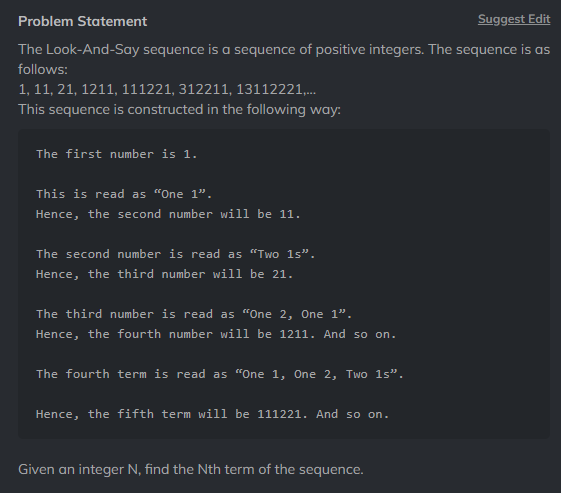 Problem Statement
Suggest Edit
The Look-And-Say sequence is a sequence of positive integers. The sequence is as
follows:
1, 11, 21, 1211, 111221, 312211, 13112221,...
This sequence is constructed in the following way:
The first number is 1.
This is read as “One 1”.
Hence, the second number will be 11.
The second number is read as “Two 1s”.
Hence, the third number will be 21.
The third number is read as “One 2, One 1”.
Hence, the fourth number will be 1211. And so on.
The fourth term is read as “One 1, One 2, Two 1s”.
Hence, the fifth term will be 111221. And so on.
Given an integer N, find the Nth term of the sequence.